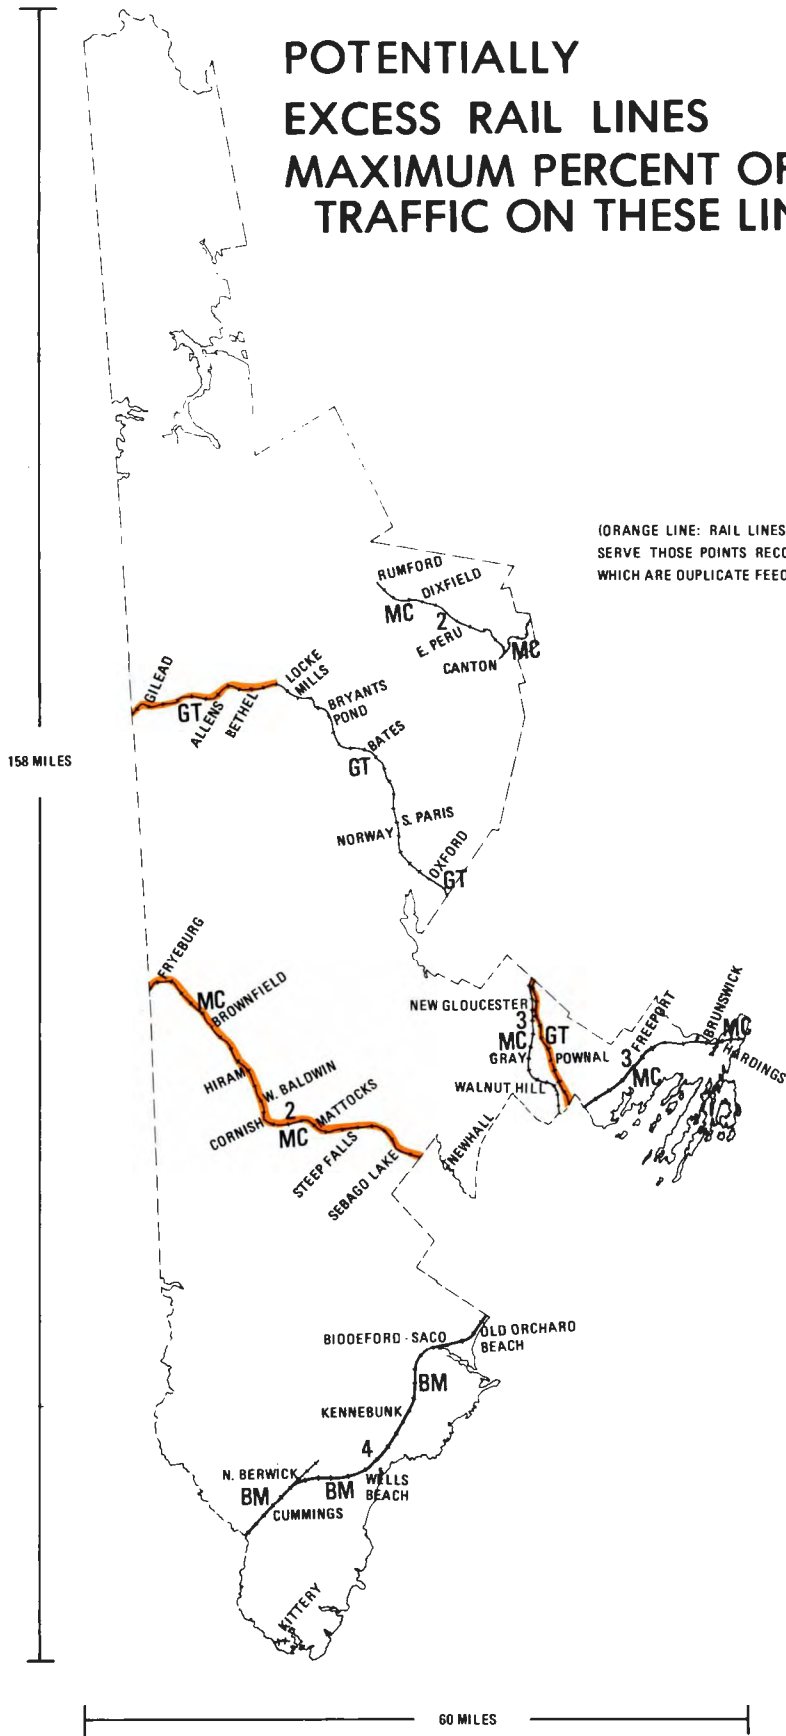 POTENTIALLY
EXCESS RAIL LINES
MAXIMUM PERCENT OF
TRAFFIC ON THESE LIN
(ORANGE LINE: RAIL LINES
SERVE THOSE POINTS RECO
WHICH ARE DUPLICATE FEED
RUMFORD
DIXFIELD
MC
2
E. PERU
MC
CANTON
GILEAD
LOCKE
MILLS
GT
ALLENS
BETHEL
BRYANTS
POND
BATES
GT
158 MILES
S. PARIS
NORWAY
OXFORD
GT
FRYEBURG
MC
BROWNFIELD
NEW GLOUCESTER
3
MC
GT
GRAY
POWNAL
WALNUT HILL
FREEPORT
BRUNSWICK
MC
HARDINGS
3
MC
HIRAM
W. BALDWIN
2
MATTOCKS
CORNISH
MC
STEEP FALLS
SEBAGO LAKE
NEWHALL
BIDDEFORD - SACO
OLD ORCHARD
BEACH
BM
KENNEBUNK
4
N. BERWICK
BM
BM
WELLS
BEACH
CUMMINGS
KITTERY
60 MILES